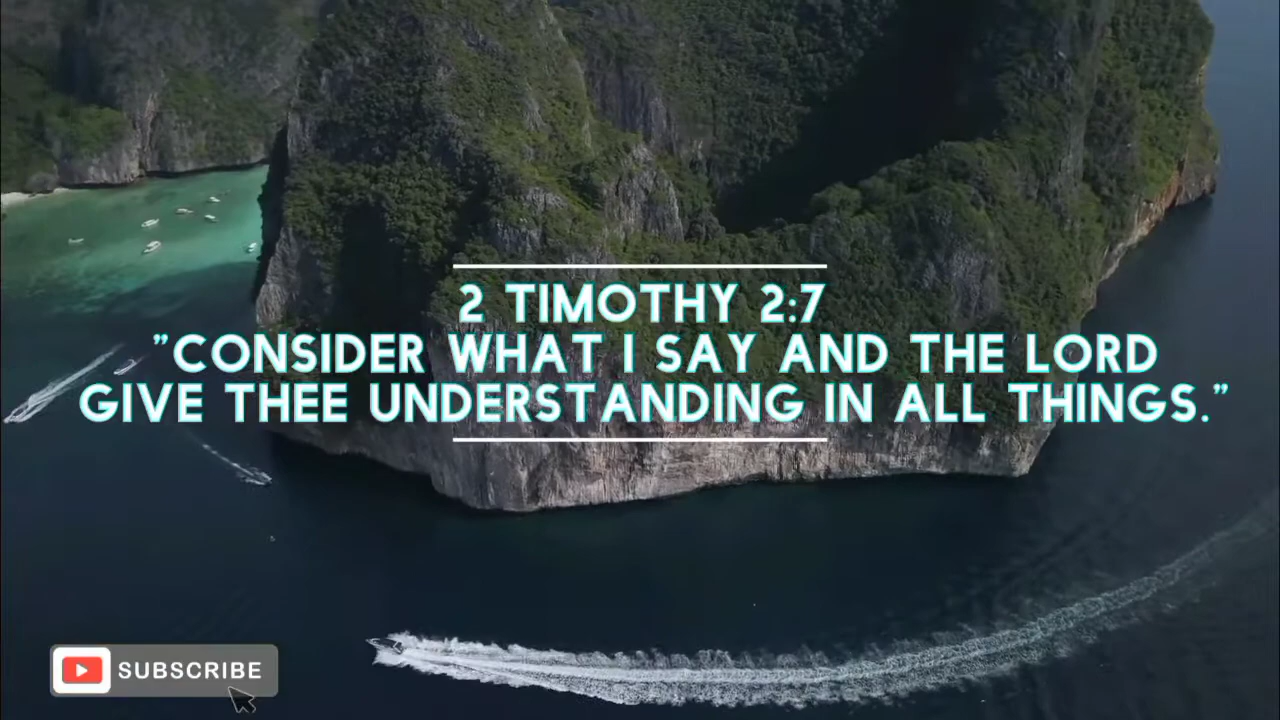 2 TIMOTHY 2:7
"CONSIDER WHAT I SAY AND THE LORD
GIVE THEE UNDERSTANDING IN ALL THINGS."
SUBSCRIBE